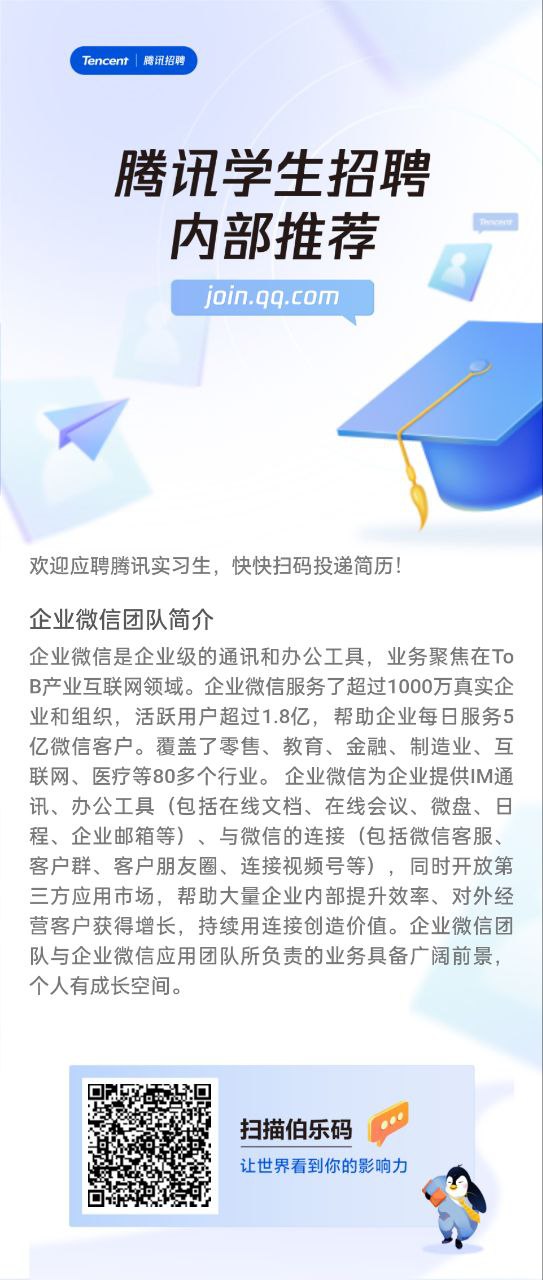 Tencent | 腾讯招聘
腾讯学生招聘
内部推荐
join.qq.com
Tencent
欢迎应聘腾讯实习生，快快扫码投递简历！
企业微信团队简介
企业微信是企业级的通讯和办公工具，业务聚焦在To
B产业互联网领域。企业微信服务了超过1000万真实企
业和组织，活跃用户超过1.8亿，帮助企业每日服务5
亿微信客户。覆盖了零售、教育、金融、制造业、互
联网、医疗等80多个行业。 企业微信为企业提供IM通
讯、办公工具（包括在线文档、在线会议、微盘、日
程、企业邮箱等）、与微信的连接（包括微信客服、
客户群、客户朋友圈、连接视频号等），同时开放第
三方应用市场，帮助大量企业内部提升效率、对外经
营客户获得增长，持续用连接创造价值。企业微信团
队与企业微信应用团队所负责的业务具备广阔前景，
个人有成长空间。
扫描伯乐码
让世界看到你的影响力